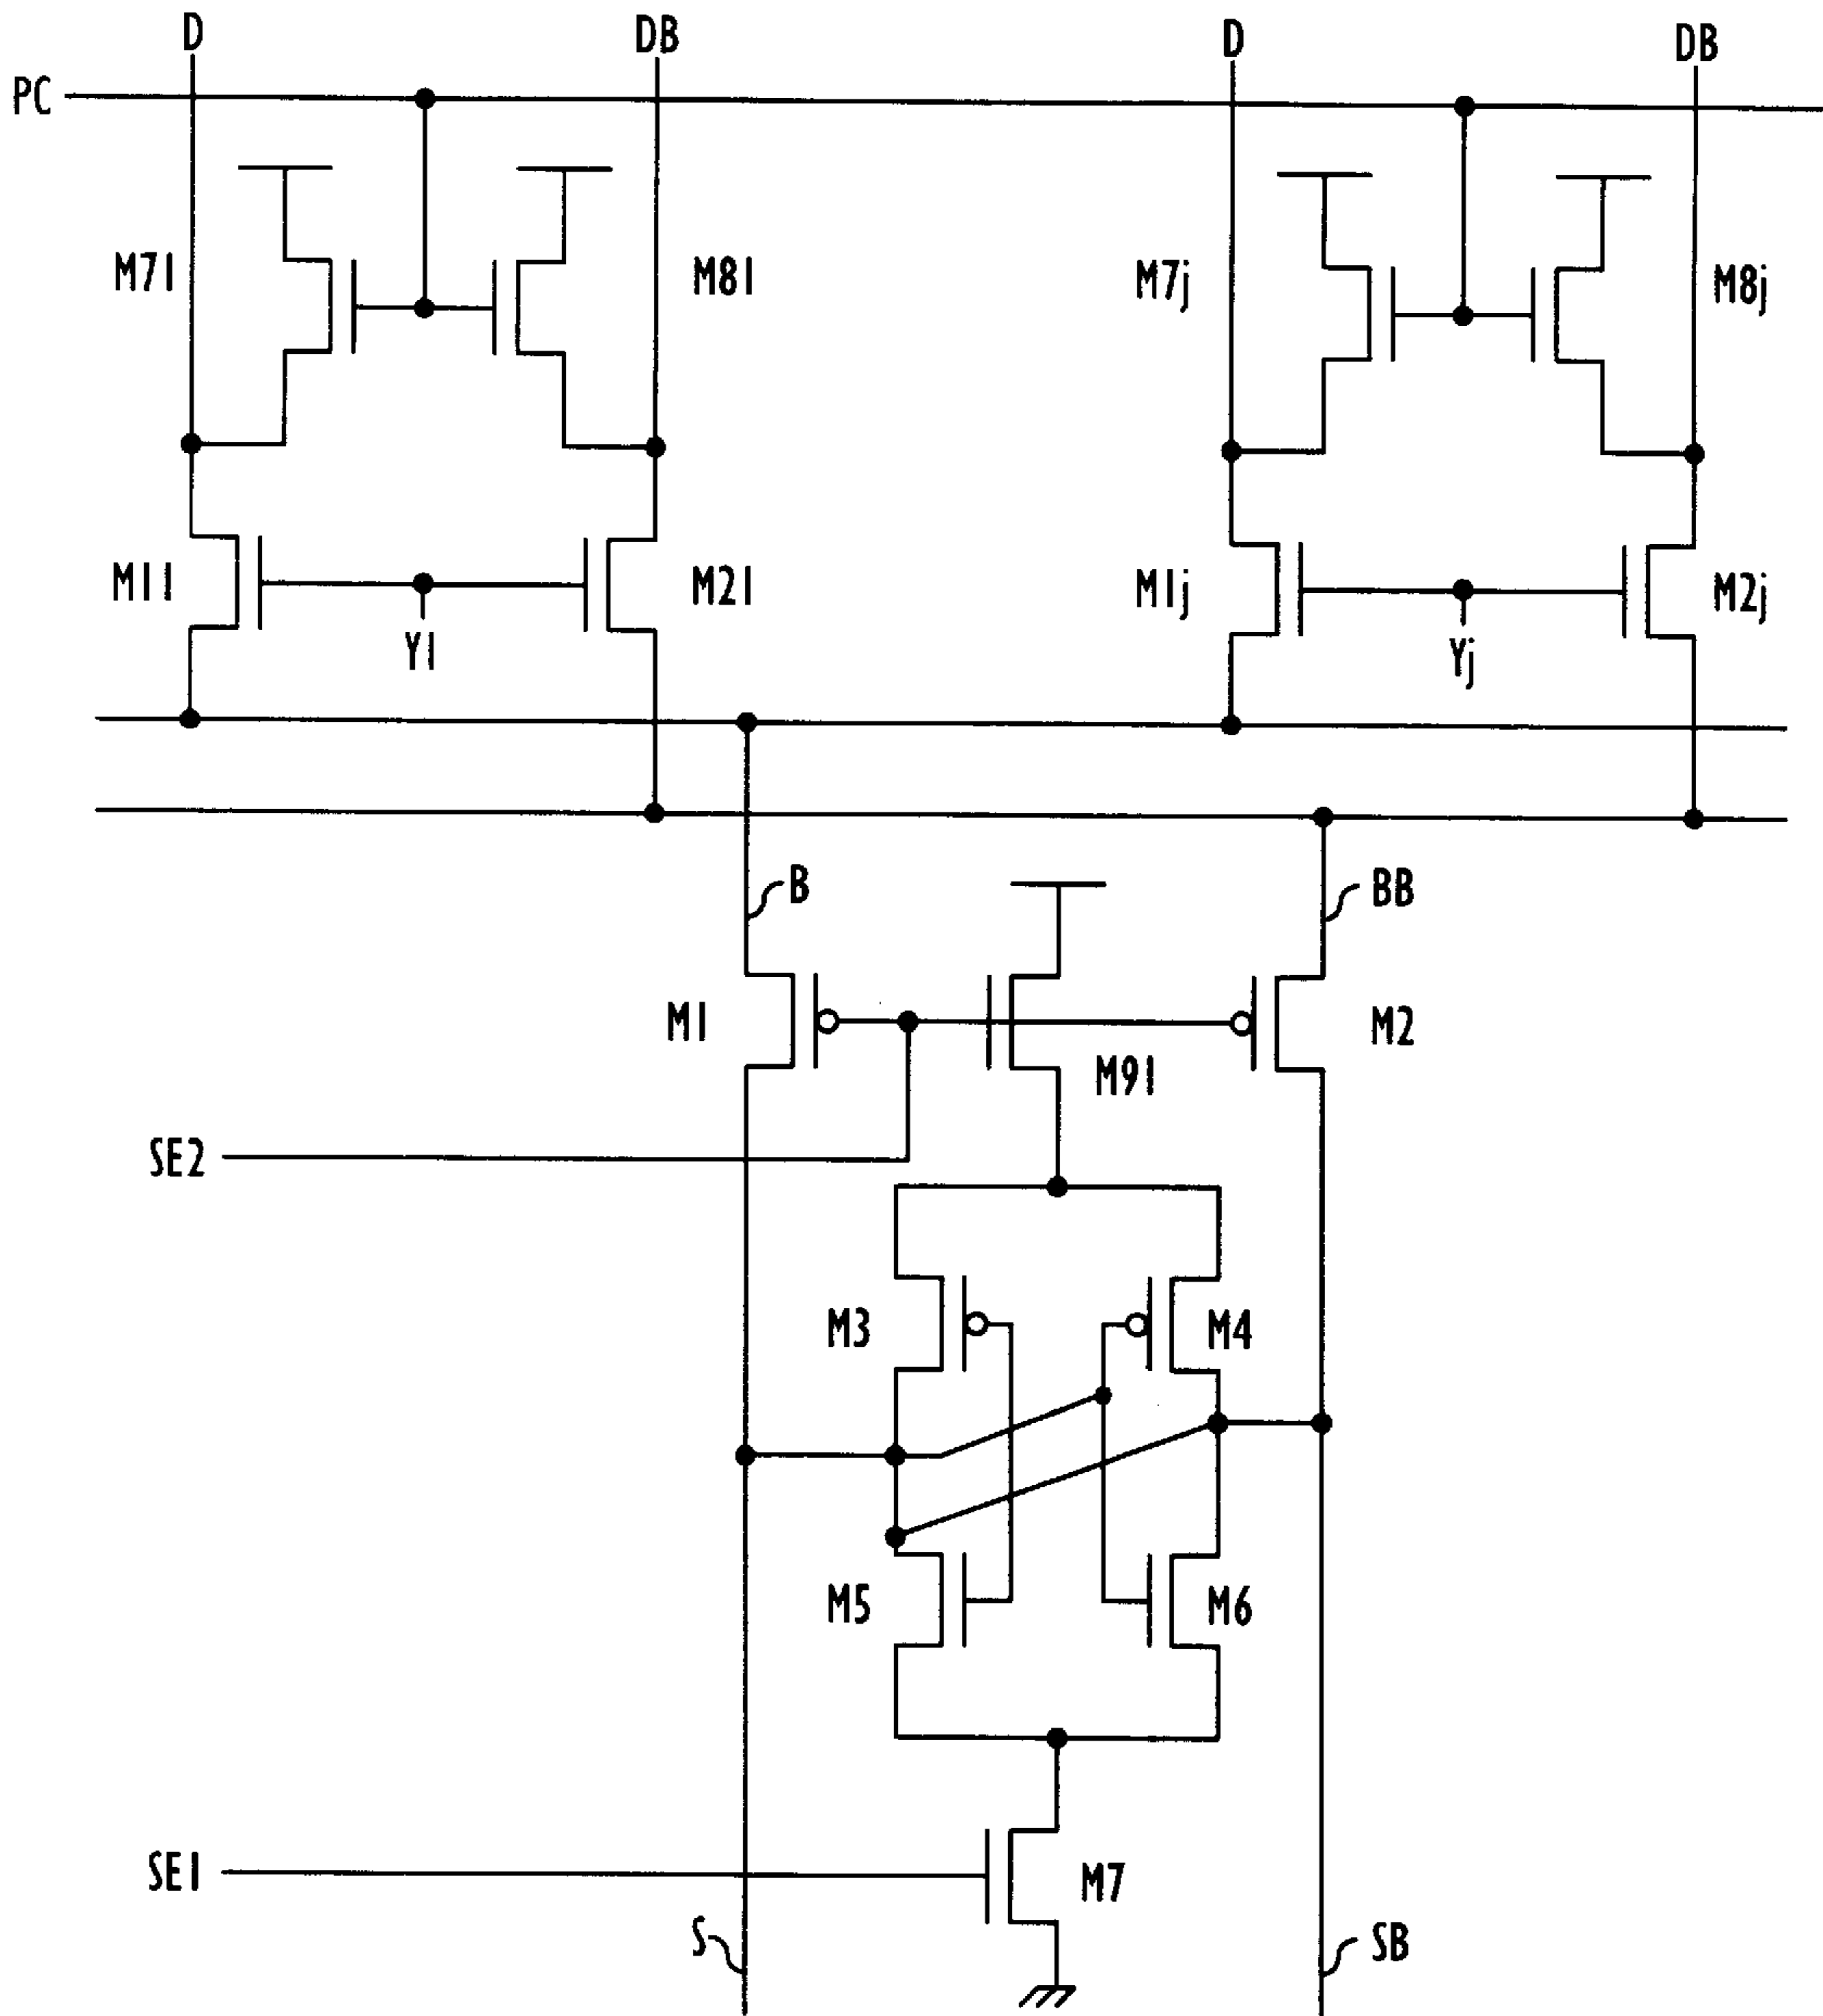 D DB D DB
PC
M71 M81 M7j M8j
M11 M21 M1j M2j
Y1 Yj
B BB
M1 M2
M91
SE2
M3 M4
M5 M6
SE1 M7
S SB